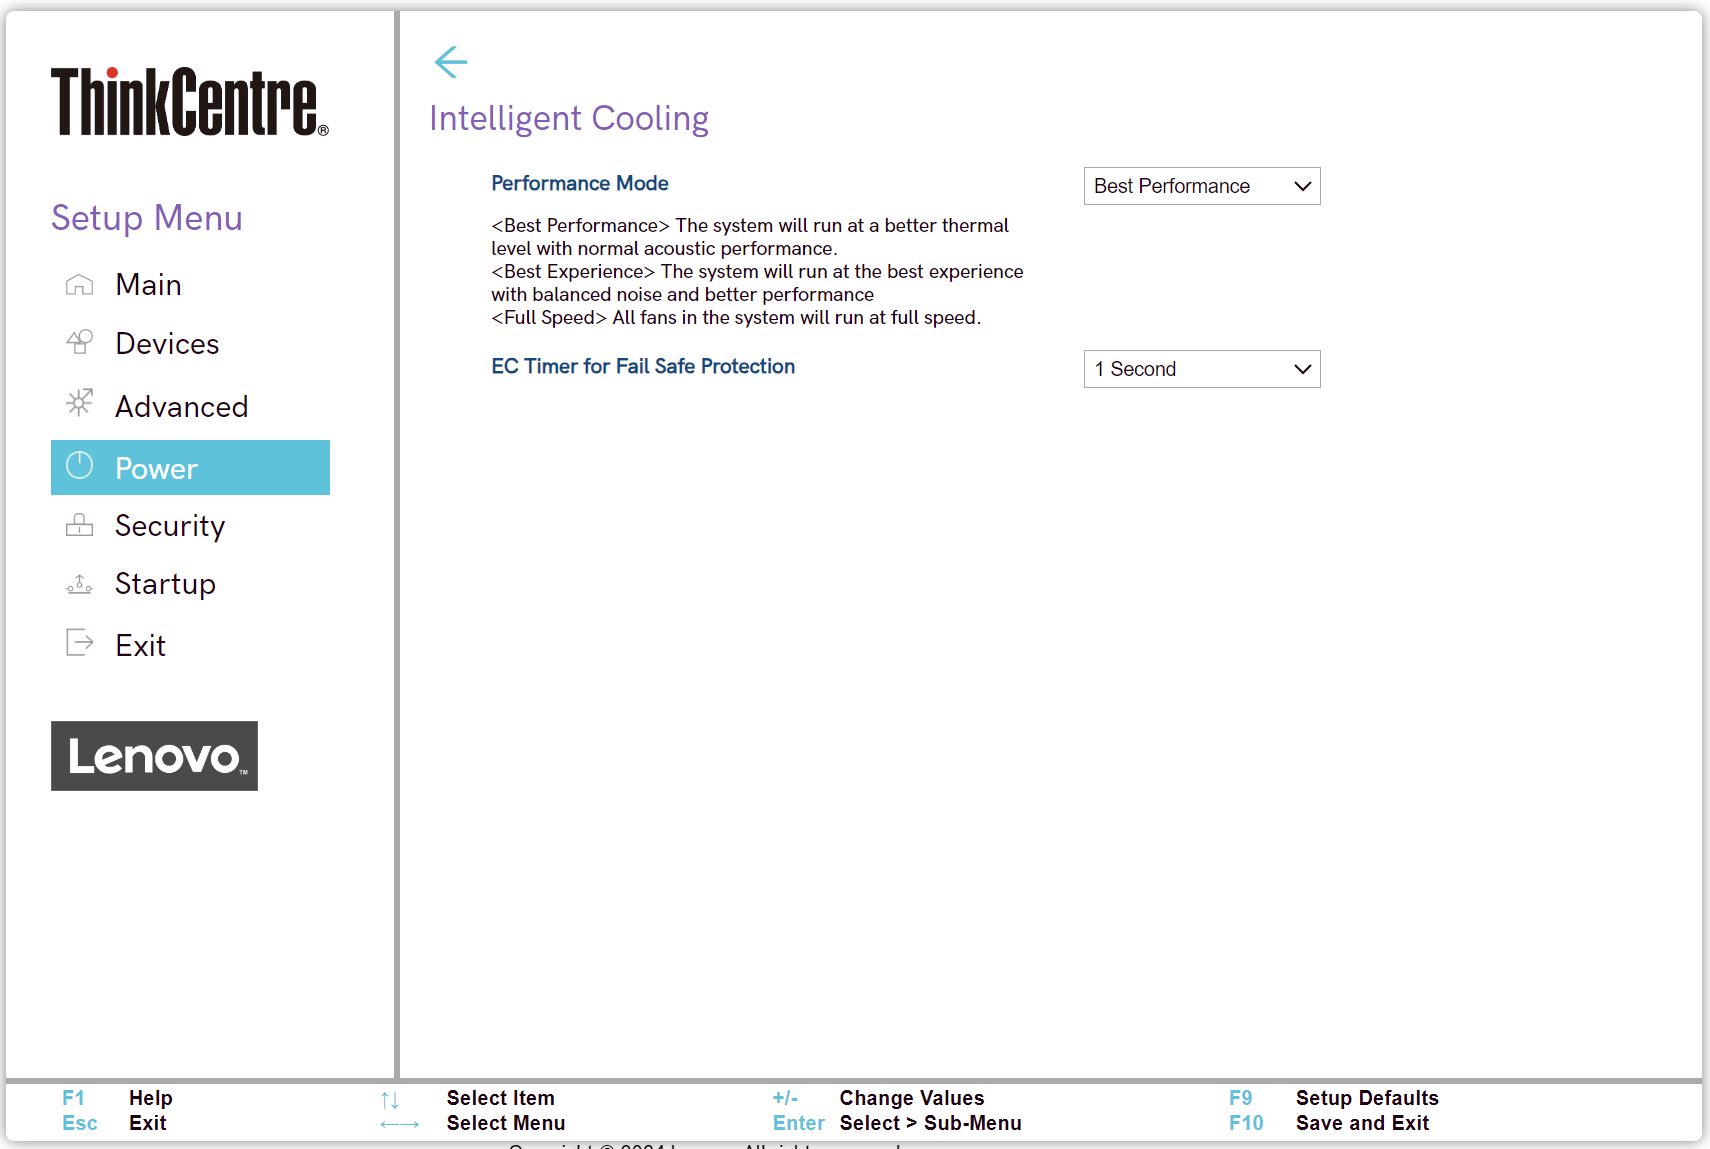 ThinkCentre®
Setup Menu
Main
Devices
Advanced
Power
Security
Startup
Exit
Lenovo™
Intelligent Cooling
Performance Mode
Best Performance
<Best Performance> The system will run at a better thermal
level with normal acoustic performance.
<Best Experience> The system will run at the best experience
with balanced noise and better performance
<Full Speed> All fans in the system will run at full speed.
EC Timer for Fail Safe Protection
1 Second
F1 Help ↑↓ Select Item +/- Change Values F9 Setup Defaults
Esc Exit ←→ Select Menu Enter Select > Sub-Menu F10 Save and Exit